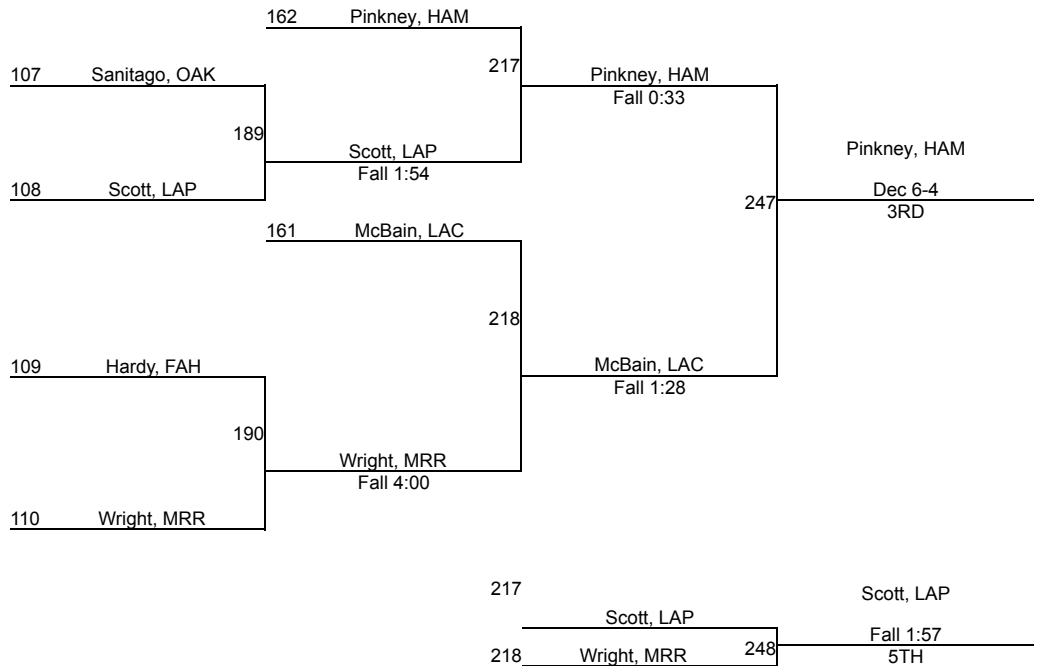 162 Pinkney, HAM
217
107 Sanitago, OAK
Pinkney, HAM
Fall 0:33
189
Scott, LAP
Fall 1:54
Pinkney, HAM
108 Scott, LAP
247
Dec 6-4
3RD
161 McBain, LAC
218
109 Hardy, FAH
McBain, LAC
Fall 1:28
190
Wright, MRR
Fall 4:00
110 Wright, MRR
217
Scott, LAP
Scott, LAP
Fall 1:57
248
218 Wright, MRR
5TH